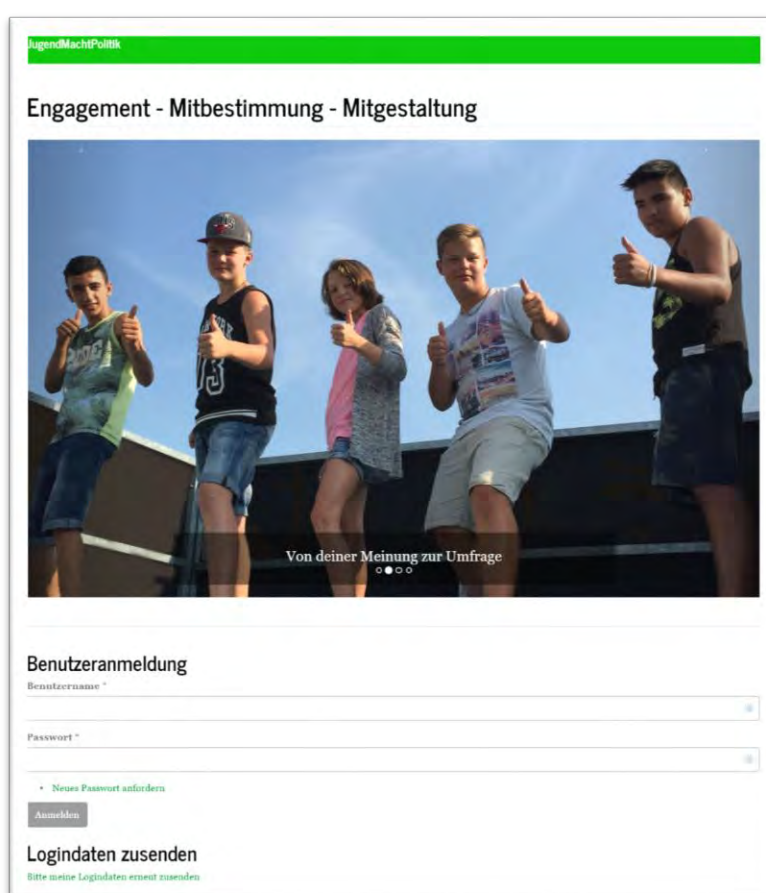 JugendMachtPolitik
Engagement - Mitbestimmung - Mitgestaltung
Von deiner Meinung zur Umfrage
Benutzeranmeldung
Benutzername *
Passwort *
• Neues Passwort anfordern
Anmelden
Logindaten zusenden
Bitte meine Logindaten erneut zusenden